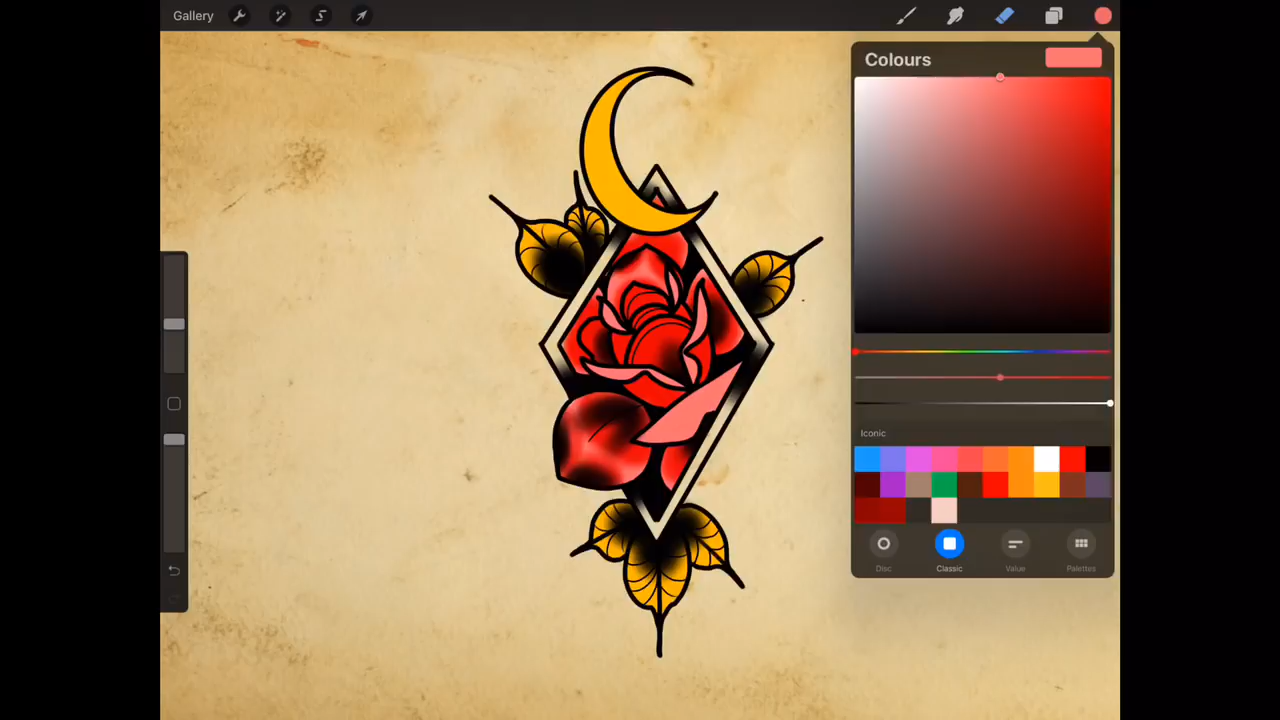 Gallery
Colours
Iconic
Disc
Classic
Value
Palettes